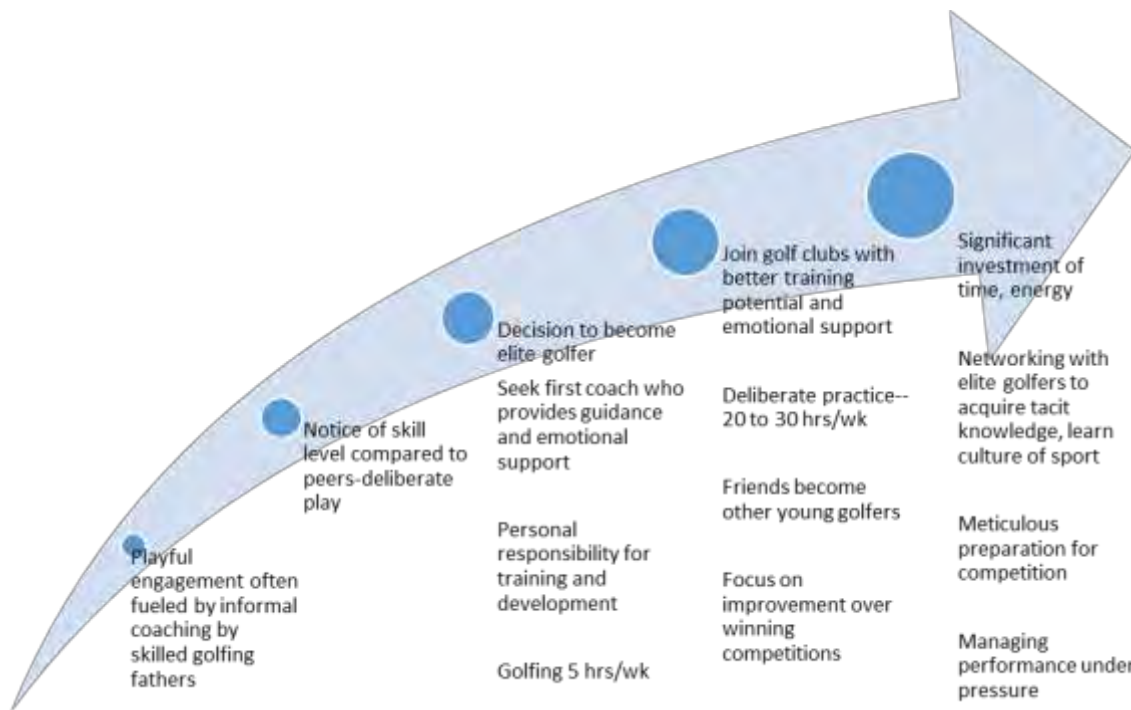 Playful
engagement often
fueled by informal
coaching by
skilled golfing
fathers
Notice of skill
level compared to
peers-deliberate
play
Decision to become
elite golfer
Seek first coach who
provides guidance
and emotional
support
Personal
responsibility for
training and
development
Golfing 5 hrs/wk
Join golf clubs with
better training
potential and
emotional support
Deliberate practice--
20 to 30 hrs/wk
Friends become
other young golfers
Focus on
improvement over
winning
competitions
Significant
investment of
time, energy
Networking with
elite golfers to
acquire tacit
knowledge, learn
culture of sport
Meticulous
preparation for
competition
Managing
performance under
pressure